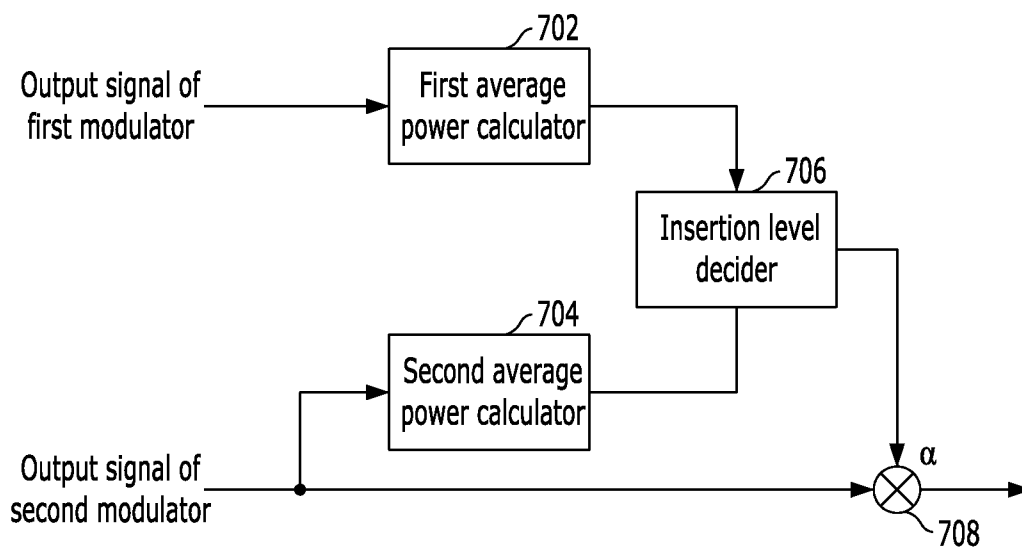 702
Output signal of
first modulator
First average
power calculator
706
Insertion level
decider
704
Second average
power calculator
Output signal of
second modulator
α
708